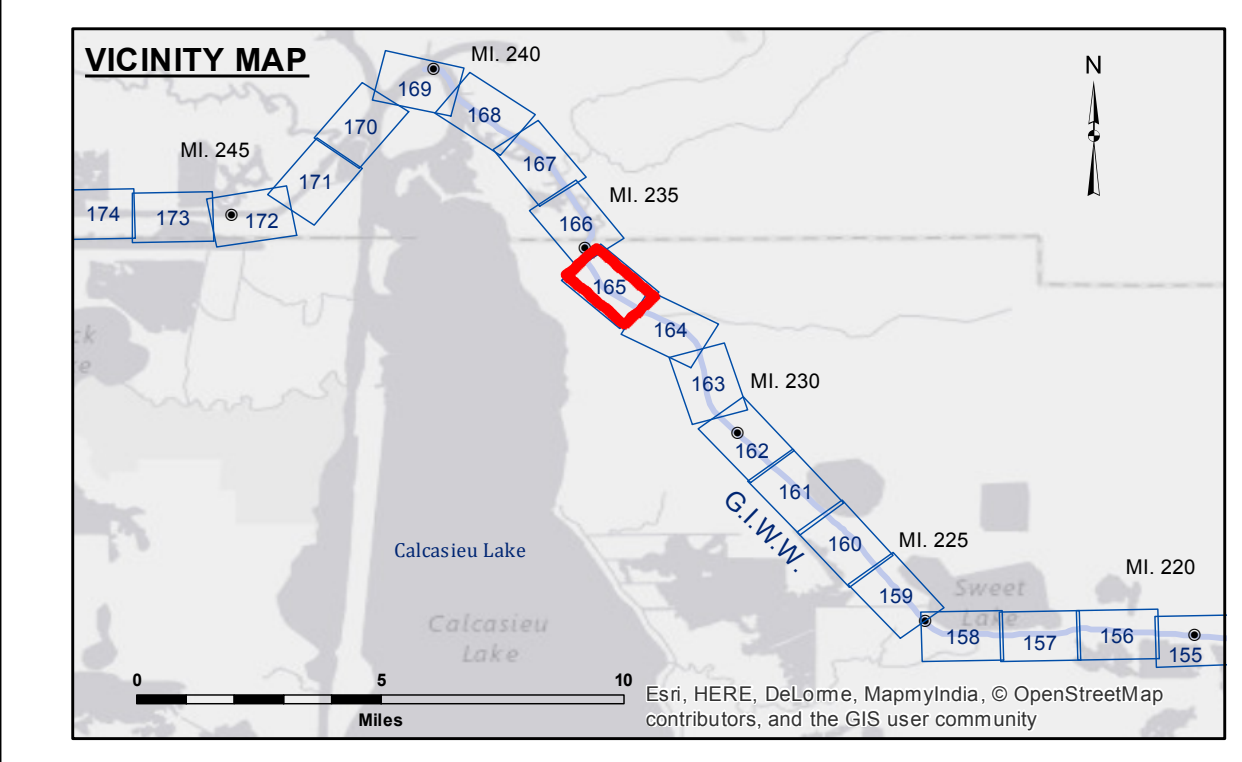 VICINITY MAP
MI. 240
N
169
168
170
167
MI. 245
171
MI. 235
174
173
172
166
165
164
ck
e
163
MI. 230
162
161
G.I.W.W.
160
MI. 225
Calcasieu Lake
159
MI. 220
Sweet
Lake
Calcasieu
Lake
158
157
156
155
0
5
10
Miles
Esri, HERE, DeLorme, MapmyIndia, © OpenStreetMap
contributors, and the GIS user community